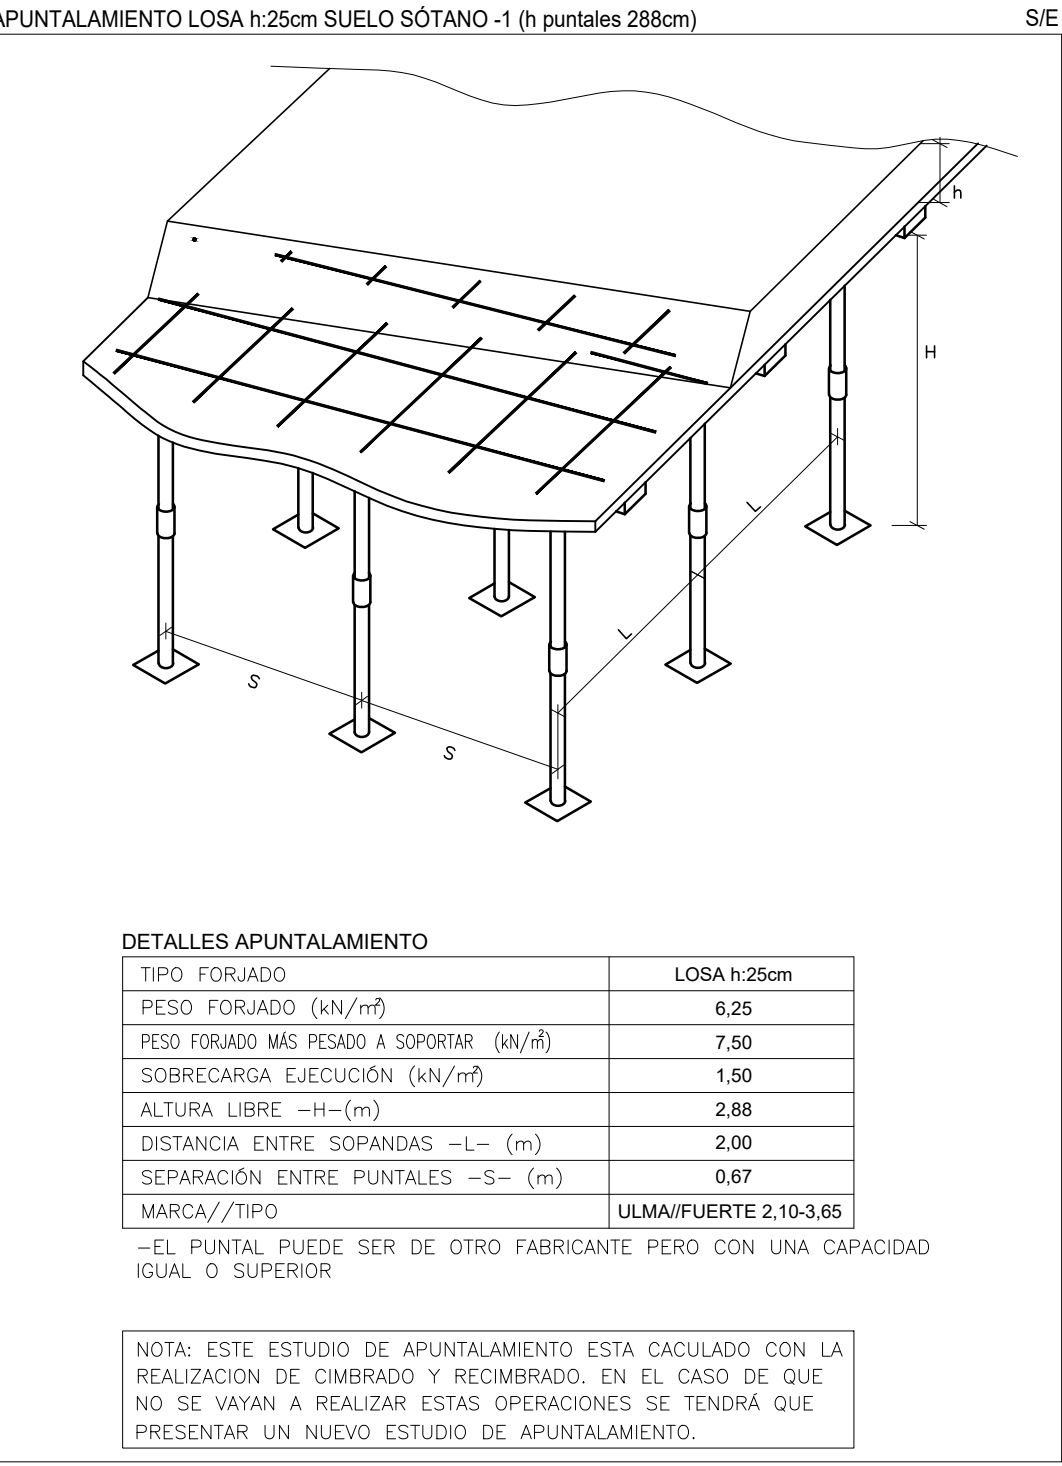 APUNTALAMIENTO LOSA h:25cm SUELO SÓTANO -1 (h puntales 288cm) S/E
h
H
L
L
S
S
DETALLES APUNTALAMIENTO
TIPO FORJADO LOSA h:25cm
PESO FORJADO (kN/m²) 6,25
PESO FORJADO MÁS PESADO A SOPORTAR (kN/m²) 7,50
SOBRECARGA EJECUCIÓN (kN/m²) 1,50
ALTURA LIBRE -H-(m) 2,88
DISTANCIA ENTRE SOPANDAS -L- (m) 2,00
SEPARACIÓN ENTRE PUNTALES -S- (m) 0,67
MARCA//TIPO ULMA//FUERTE 2,10-3,65
-EL PUNTAL PUEDE SER DE OTRO FABRICANTE PERO CON UNA CAPACIDAD
IGUAL O SUPERIOR
NOTA: ESTE ESTUDIO DE APUNTALAMIENTO ESTA CACULADO CON LA
REALIZACION DE CIMBRADO Y RECIMBRADO. EN EL CASO DE QUE
NO SE VAYAN A REALIZAR ESTAS OPERACIONES SE TENDRÁ QUE
PRESENTAR UN NUEVO ESTUDIO DE APUNTALAMIENTO.